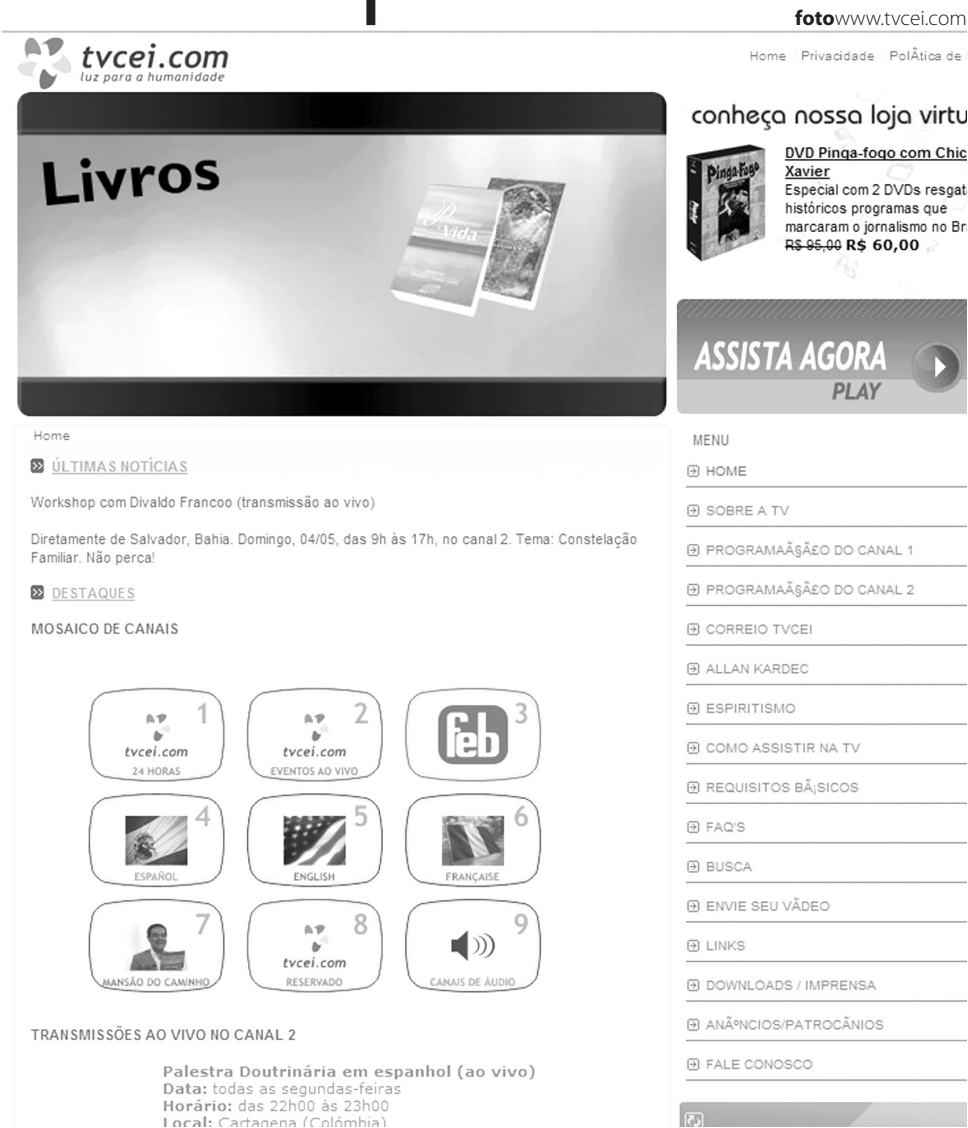 fotowww.tvcei.com
tvcei.com
luz para a humanidade
Home Privacidade PolÃtica de
Livros
conheça nossa loja virtu
Pinga-Fogo
DVD Pinga-fogo com Chic
Xavier
Especial com 2 DVDs resgat
históricos programas que
marcaram o jornalismo no Bra
R$ 95,00 R$ 60,00
Vida
ASSISTA AGORA
PLAY
Home
ÚLTIMAS NOTÍCIAS
Workshop com Divaldo Francoo (transmissão ao vivo)
Diretamente de Salvador, Bahia. Domingo, 04/05, das 9h às 17h, no canal 2. Tema: Constelação
Familiar. Não perca!
DESTAQUES
MOSAICO DE CANAIS
1
tvcei.com
24 HORAS
2
tvcei.com
EVENTOS AO VIVO
3
feb
4
ESPAÑOL
5
ENGLISH
6
FRANÇAISE
7
MANSÃO DO CAMINHO
8
tvcei.com
RESERVADO
9
CANAIS DE ÁUDIO
TRANSMISSÕES AO VIVO NO CANAL 2
Palestra Doutrinária em espanhol (ao vivo)
Data: todas as segundas-feiras
Horário: das 22h00 às 23h00
Local: Cartagena (Colómbia)
MENU
HOME
SOBRE A TV
PROGRAMAÃ§Ã£O DO CANAL 1
PROGRAMAÃ§Ã£O DO CANAL 2
CORREIO TVCEI
ALLAN KARDEC
ESPIRITISMO
COMO ASSISTIR NA TV
REQUISITOS BÃ¡SICOS
FAQ'S
BUSCA
ENVIE SEU VÃDEO
LINKS
DOWNLOADS / IMPRENSA
ANÃºNCIOS/PATROCÃNIOS
FALE CONOSCO